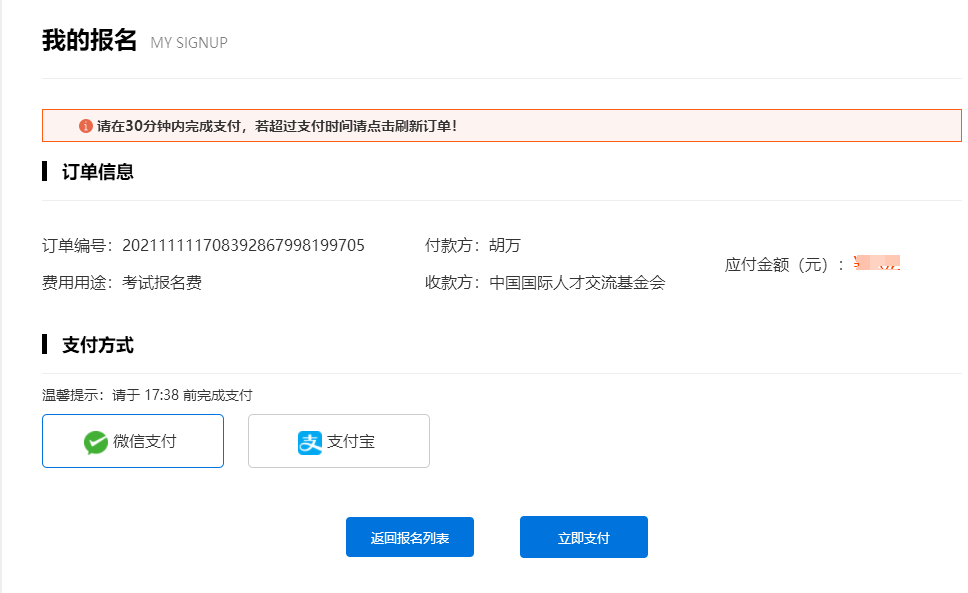 我的报名 MY SIGNUP
请在30分钟内完成支付，若超过支付时间请点击刷新订单！
订单信息
订单编号：20211111170839286799819​9705 付款方：胡万
应付金额（元）：
费用用途：考试报名费 收款方：中国国际人才交流基金会
支付方式
温馨提示：请于 17:38 前完成支付
微信支付 支付宝
返回报名列表 立即支付